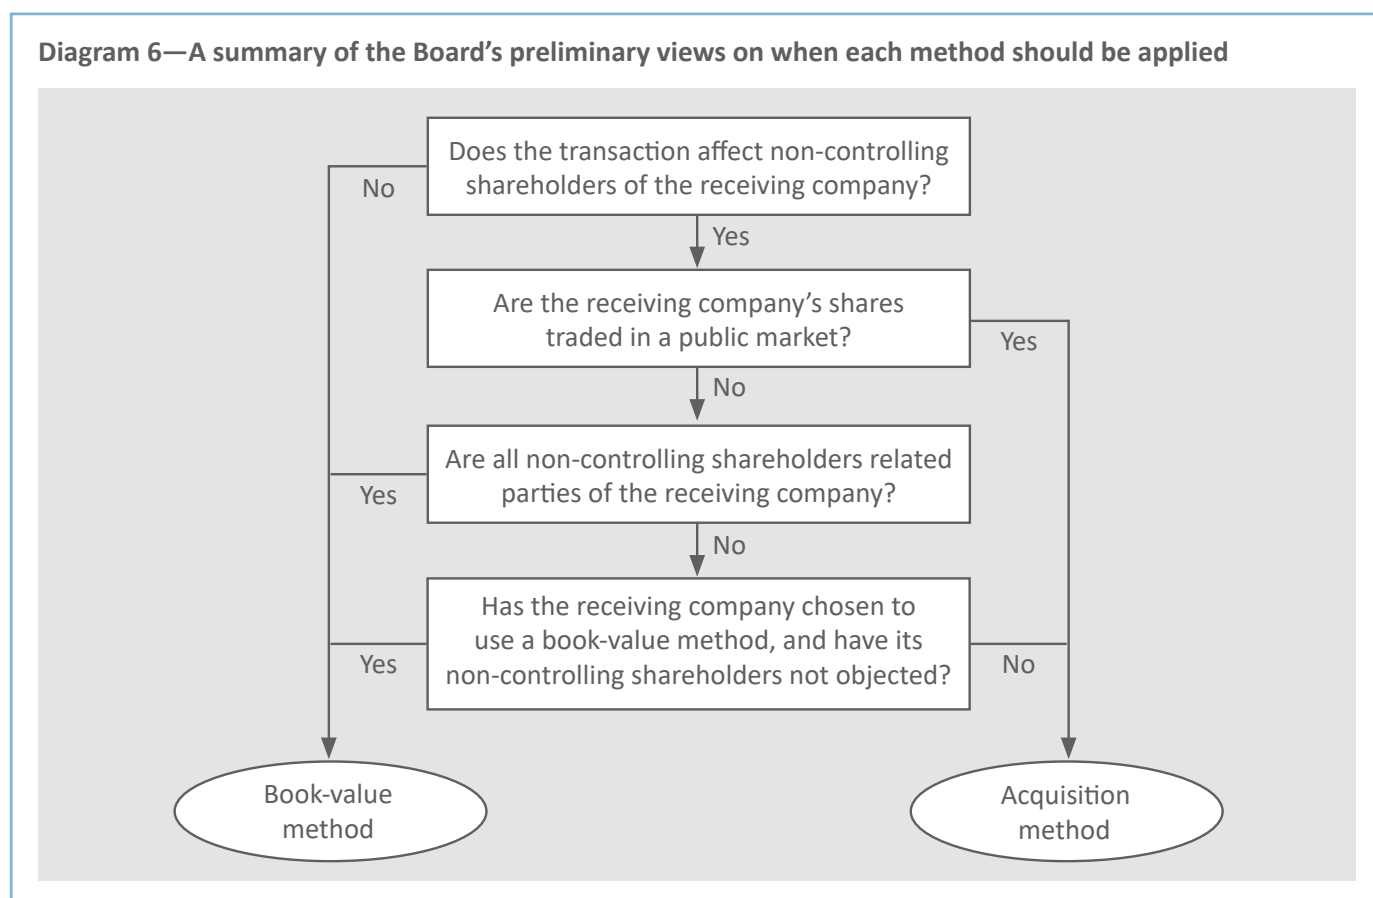 Diagram 6—A summary of the Board’s preliminary views on when each method should be applied
Does the transaction affect non-controlling
shareholders of the receiving company?
No
Yes
Are the receiving company’s shares
traded in a public market?
Yes
No
Are all non-controlling shareholders related
parties of the receiving company?
Yes
No
Has the receiving company chosen to
use a book-value method, and have its
non-controlling shareholders not objected?
Yes
No
Book-value
method
Acquisition
method